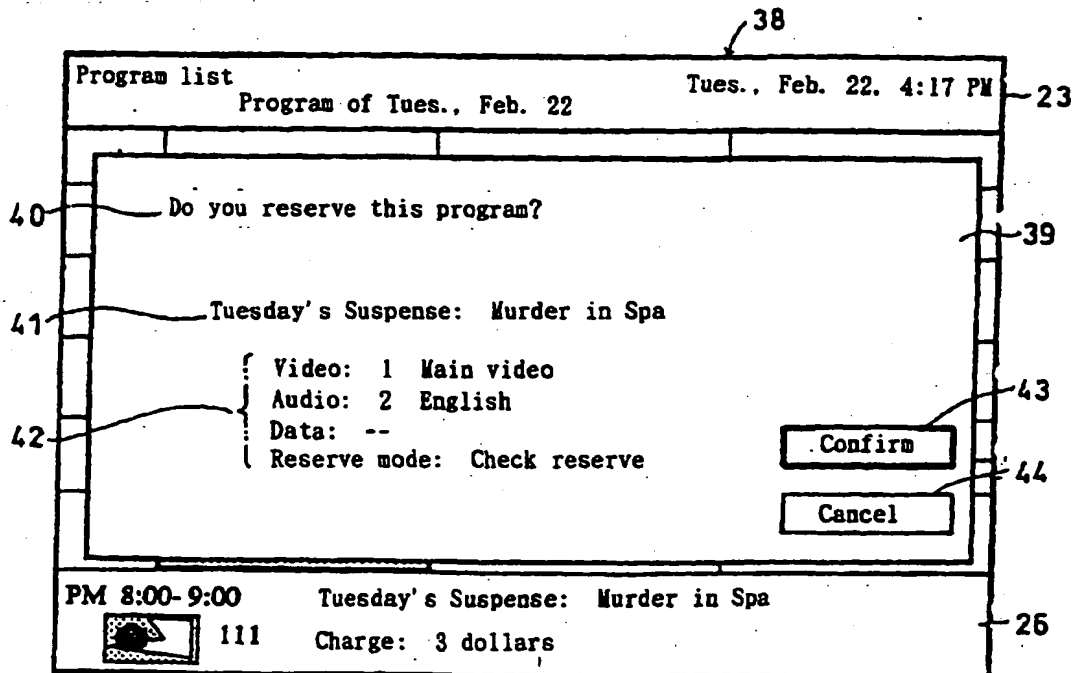 38
Program list
Tues., Feb. 22. 4:17 PM
23
Program of Tues., Feb. 22
40
Do you reserve this program?
39
41
Tuesday's Suspense: Murder in Spa
42
Video: 1 Main video
Audio: 2 English
Data: --
Reserve mode: Check reserve
43
Confirm
44
Cancel
PM 8:00-9:00 Tuesday's Suspense: Murder in Spa
26
111 Charge: 3 dollars